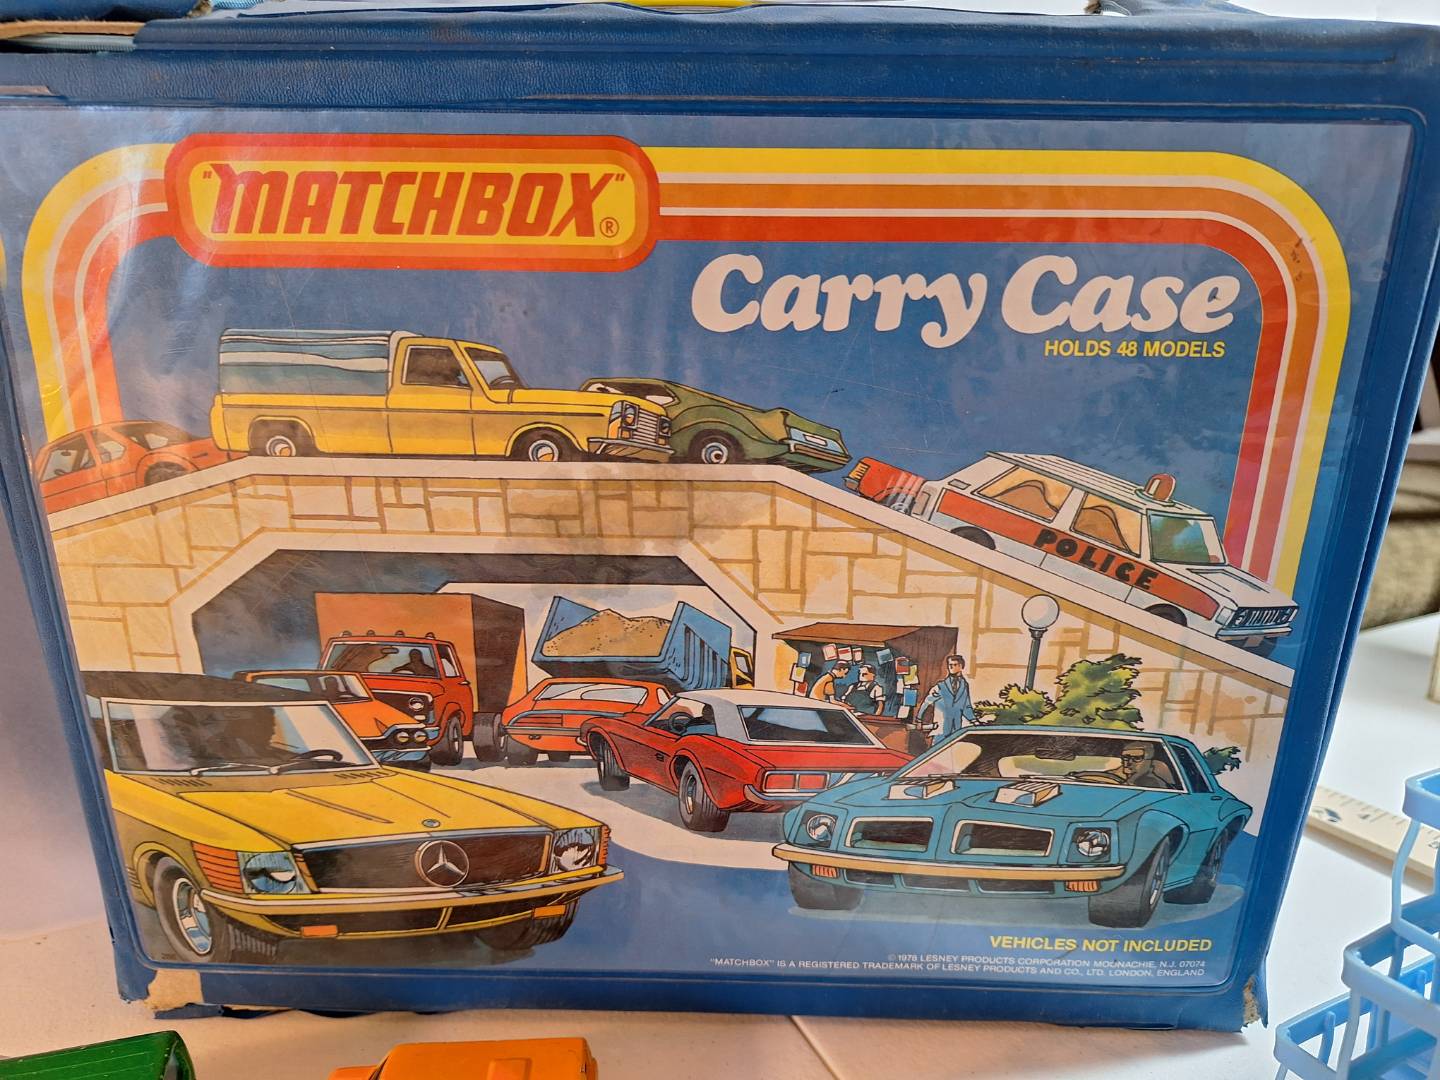 "MATCHBOX"®
Carry Case
HOLDS 48 MODELS
POLICE
VEHICLES NOT INCLUDED
© 1978 LESNEY PRODUCTS CORPORATION MOONACHIE, N.J. 07074
"MATCHBOX" IS A REGISTERED TRADEMARK OF LESNEY PRODUCTS AND CO., LTD. LONDON, ENGLAND